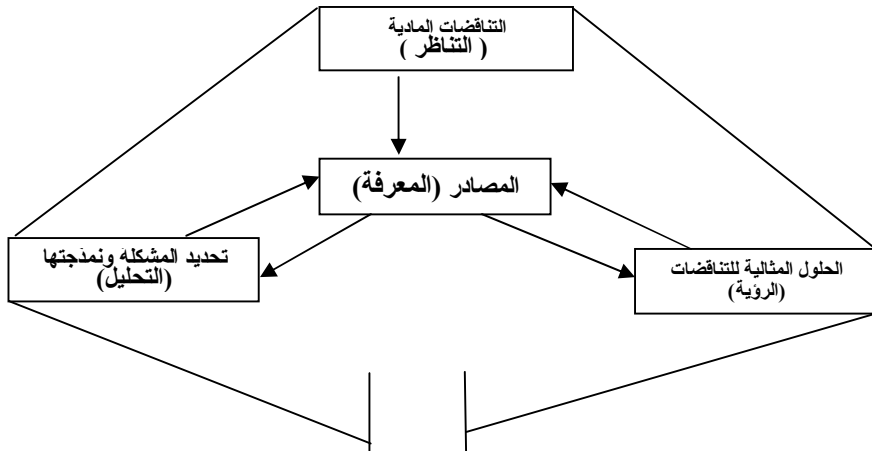 التناقضات المادية
( التناظر )
المصادر (المعرفة)
تحديد المشكلة ونمذجتها
(التحليل)
الحلول المثالية للتناقضات
(الرؤية)